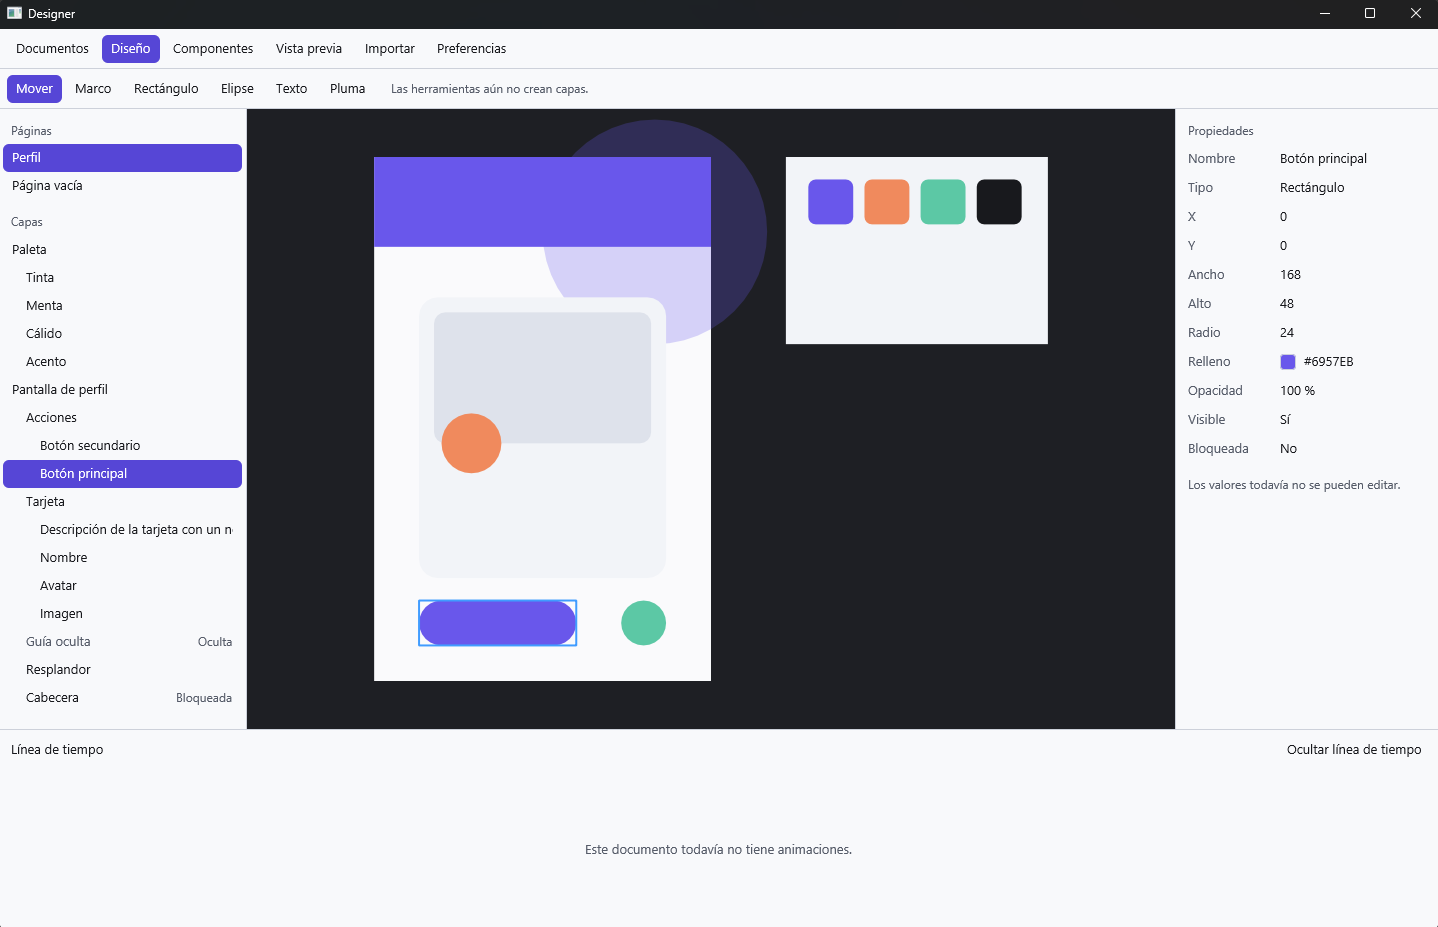 Designer
Documentos Diseño Componentes Vista previa Importar Preferencias
Mover Marco Rectángulo Elipse Texto Pluma Las herramientas aún no crean capas.
Páginas
Perfil
Página vacía
Capas
Paleta
Tinta
Menta
Cálido
Acento
Pantalla de perfil
Acciones
Botón secundario
Botón principal
Tarjeta
Descripción de la tarjeta con un n
Nombre
Avatar
Imagen
Guía oculta Oculta
Resplandor
Cabecera Bloqueada
Propiedades
Nombre Botón principal
Tipo Rectángulo
X 0
Y 0
Ancho 168
Alto 48
Radio 24
Relleno #6957EB
Opacidad 100 %
Visible Sí
Bloqueada No
Los valores todavía no se pueden editar.
Línea de tiempo Ocultar línea de tiempo
Este documento todavía no tiene animaciones.